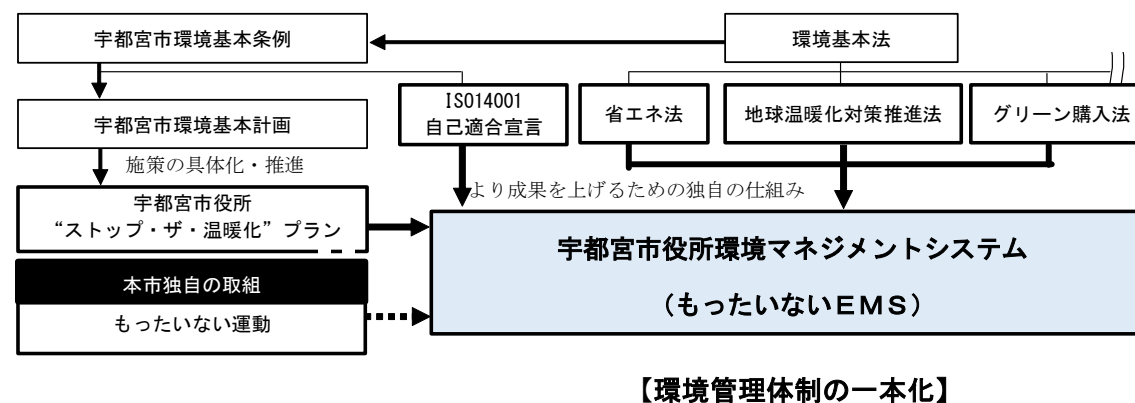 宇都宮市環境基本条例
環境基本法
ISO14001
自己適合宣言
省エネ法
地球温暖化対策推進法
グリーン購入法
宇都宮市環境基本計画
施策の具体化・推進
より成果を上げるための独自の仕組み
宇都宮市役所
“ストップ・ザ・温暖化”プラン
本市独自の取組
もったいない運動
宇都宮市役所環境マネジメントシステム
（もったいないＥＭＳ）
【環境管理体制の一本化】